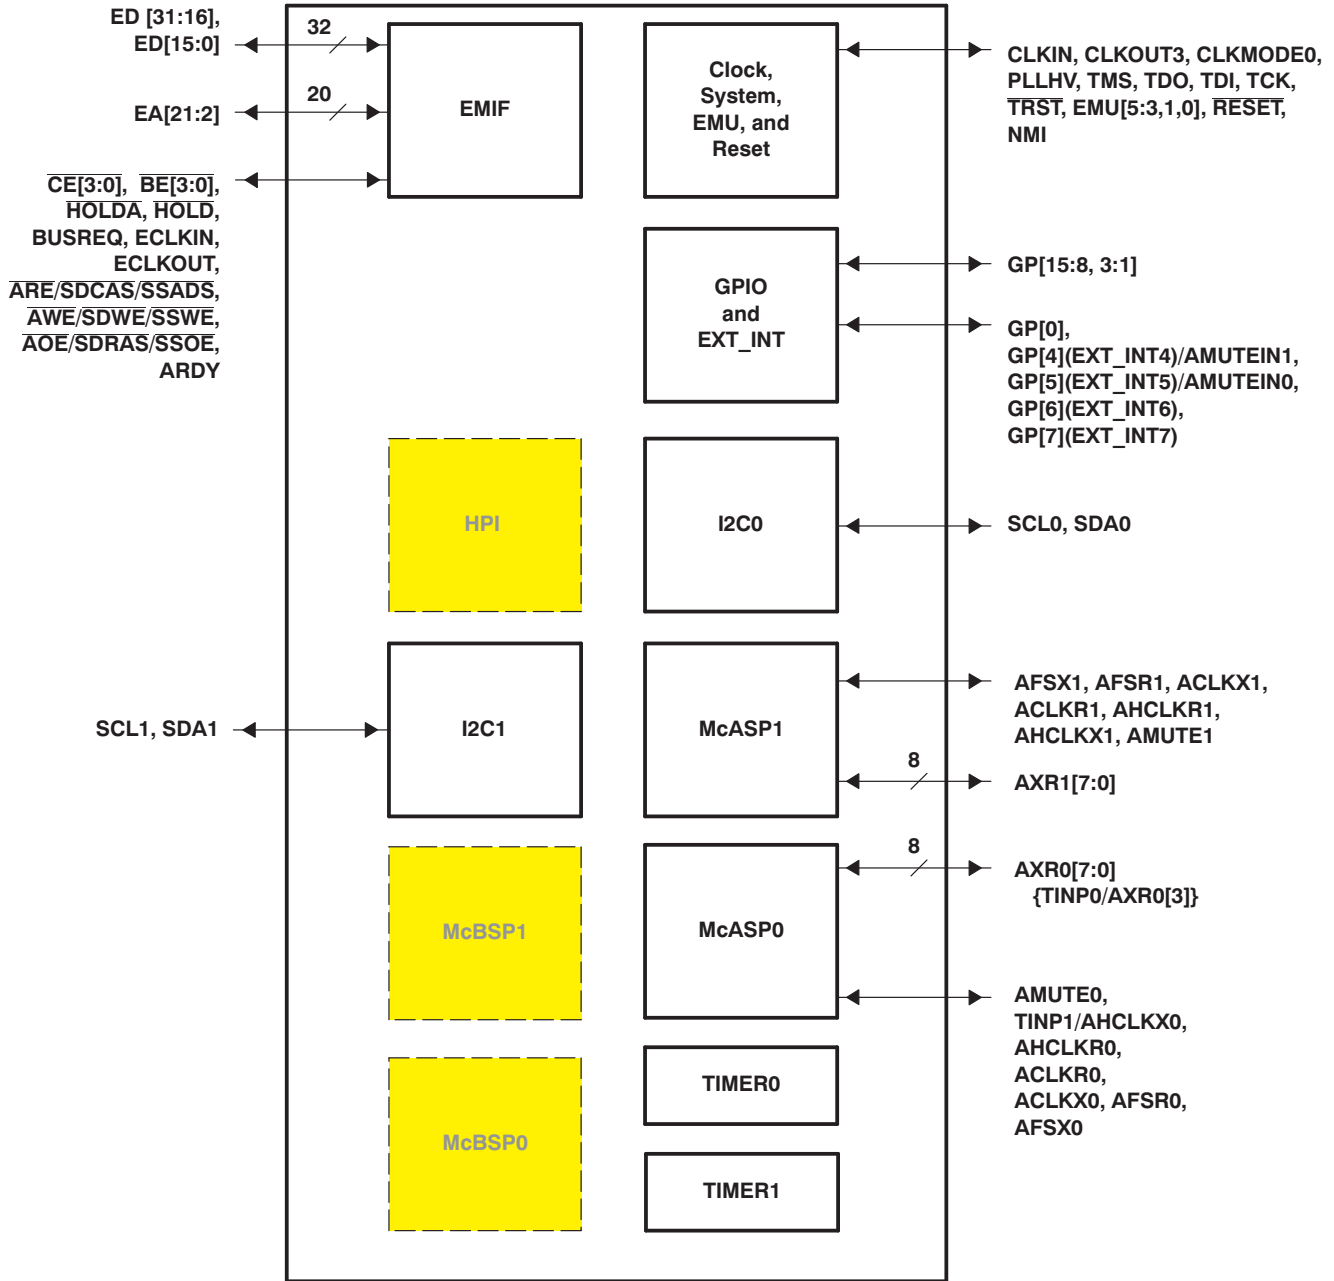 ED [31:16],
ED[15:0]
32
EA[21:2]
20
CE[3:0], BE[3:0],
HOLDA, HOLD,
BUSREQ, ECLKIN,
ECLKOUT,
ARE/SDCAS/SSADS,
AWE/SDWE/SSWE,
AOE/SDRAS/SSOE,
ARDY
EMIF
Clock,
System,
EMU, and
Reset
CLKIN, CLKOUT3, CLKMODE0,
PLLHV, TMS, TDO, TDI, TCK,
TRST, EMU[5:3,1,0], RESET,
NMI
GPIO
and
EXT_INT
GP[15:8, 3:1]
GP[0],
GP[4](EXT_INT4)/AMUTEIN1,
GP[5](EXT_INT5)/AMUTEIN0,
GP[6](EXT_INT6),
GP[7](EXT_INT7)
HPI
I2C0
SCL0, SDA0
SCL1, SDA1
I2C1
McASP1
AFSX1, AFSR1, ACLKX1,
ACLKR1, AHCLKR1,
AHCLKX1, AMUTE1
8
AXR1[7:0]
McBSP1
McASP0
8
AXR0[7:0]
{TINP0/AXR0[3]}
AMUTE0,
TINP1/AHCLKX0,
AHCLKR0,
ACLKR0,
ACLKX0, AFSR0,
AFSX0
McBSP0
TIMER0
TIMER1